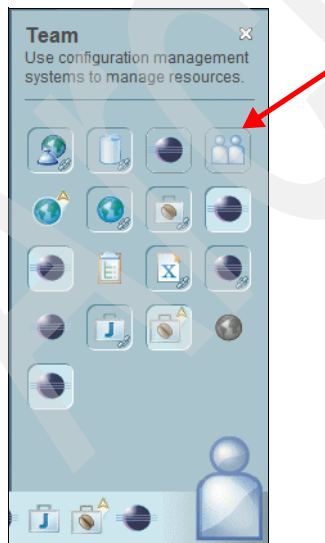 Team
Use configuration management
systems to manage resources.
X
J
J